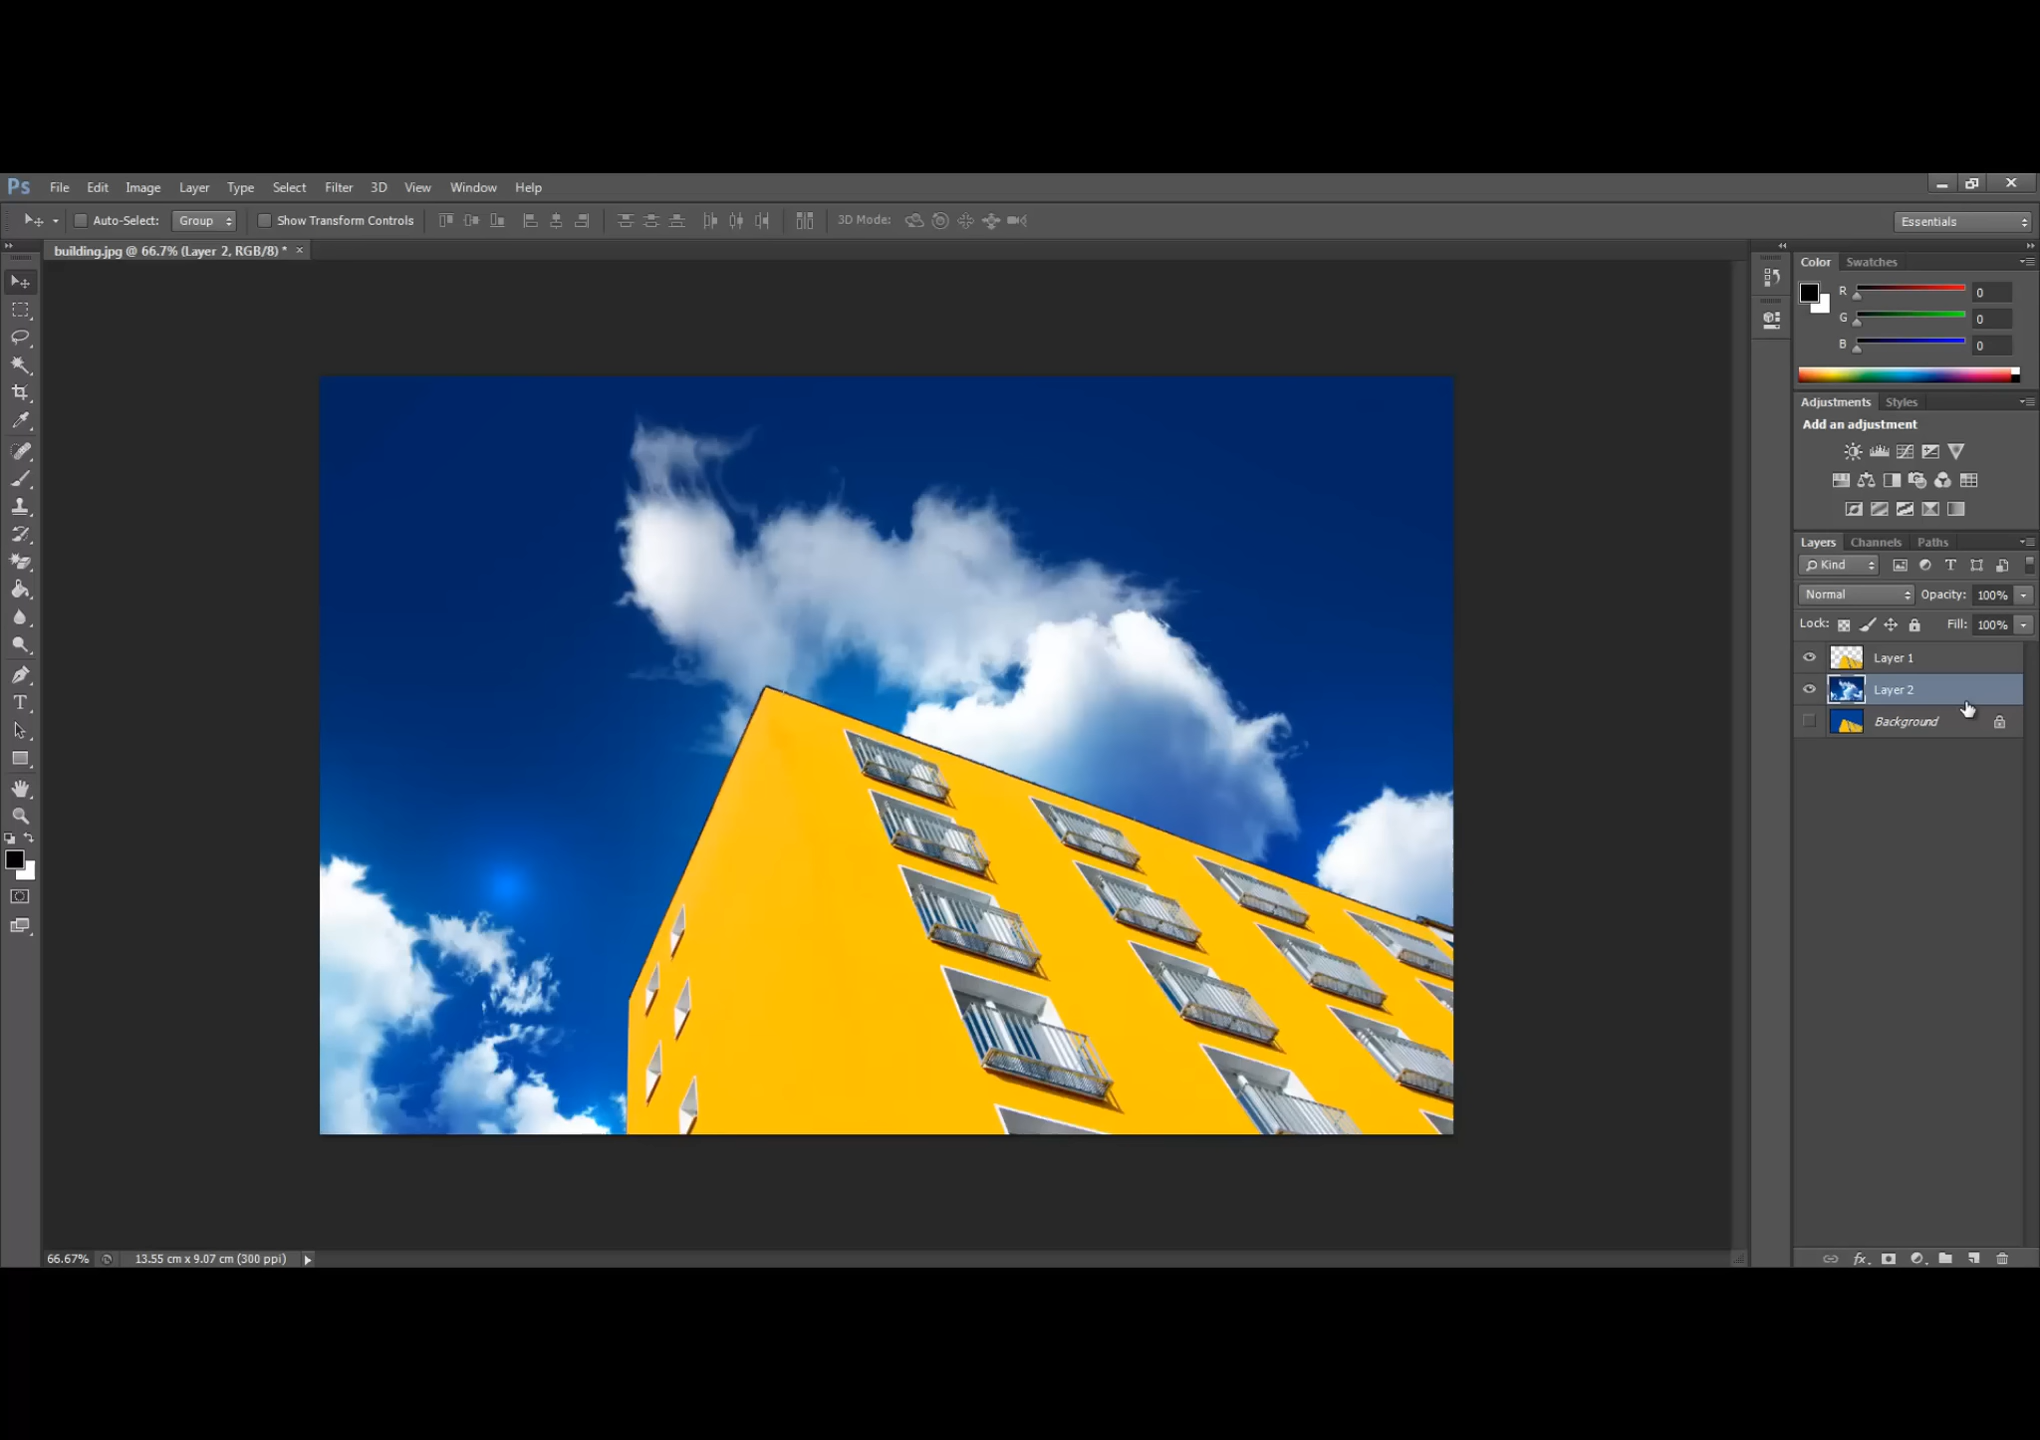 Ps File Edit Image Layer Type Select Filter 3D View Window Help
Auto-Select: Group Show Transform Controls 3D Mode: Essentials
building.jpg @ 66.7% (Layer 2, RGB/8) * ×
Color Swatches
R 0
G 0
B 0
Adjustments Styles
Add an adjustment
Layers Channels Paths
Kind
Normal Opacity: 100%
Lock: Fill: 100%
Layer 1
Layer 2
Background
66.67% 13.55 cm x 9.07 cm (300 ppi)